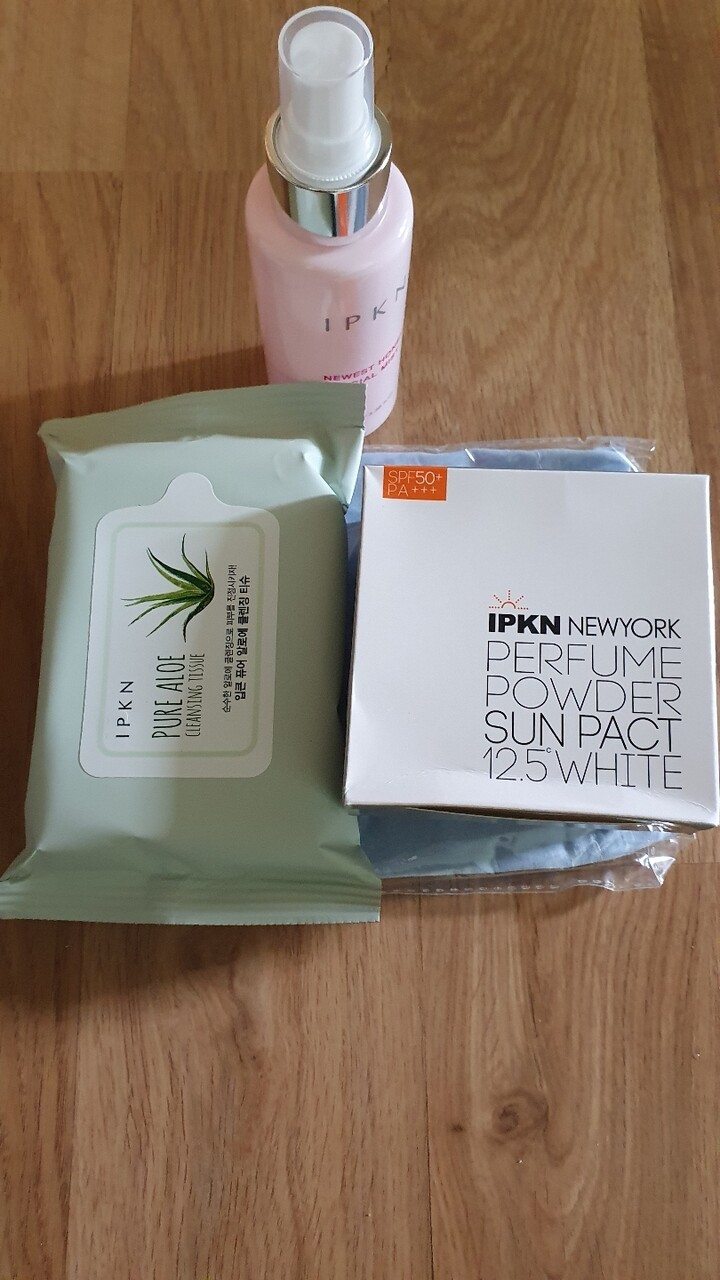 IPKN
NEWEST
SPF50+
PA+++
IPKN NEWYORK
PERFUME
POWDER
SUN PACT
12.5°WHITE
IPKN
PURE ALOE
CLEANSING TISSUE
순수한 알로에 클렌징으로 피부를 진정시키자!
입큰 퓨어 알로에 클렌징 티슈